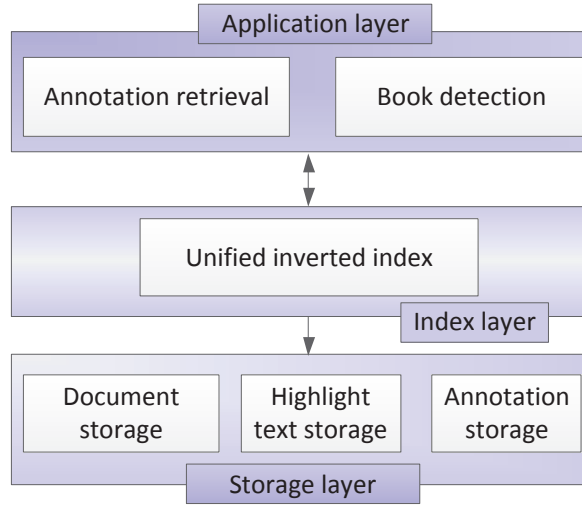 Application layer
Annotation retrieval
Book detection
Unified inverted index
Index layer
Document
storage
Highlight
text storage
Annotation
storage
Storage layer